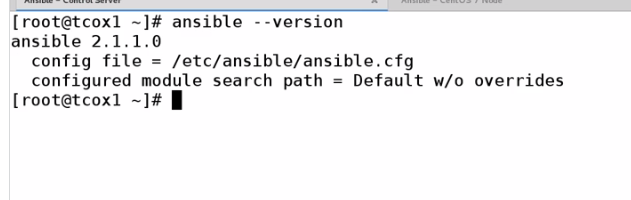 Ansible - Control Server
Ansible - CentOS 7 Node
[root@tcox1 ~]# ansible --version
ansible 2.1.1.0
  config file = /etc/ansible/ansible.cfg
  configured module search path = Default w/o overrides
[root@tcox1 ~]#